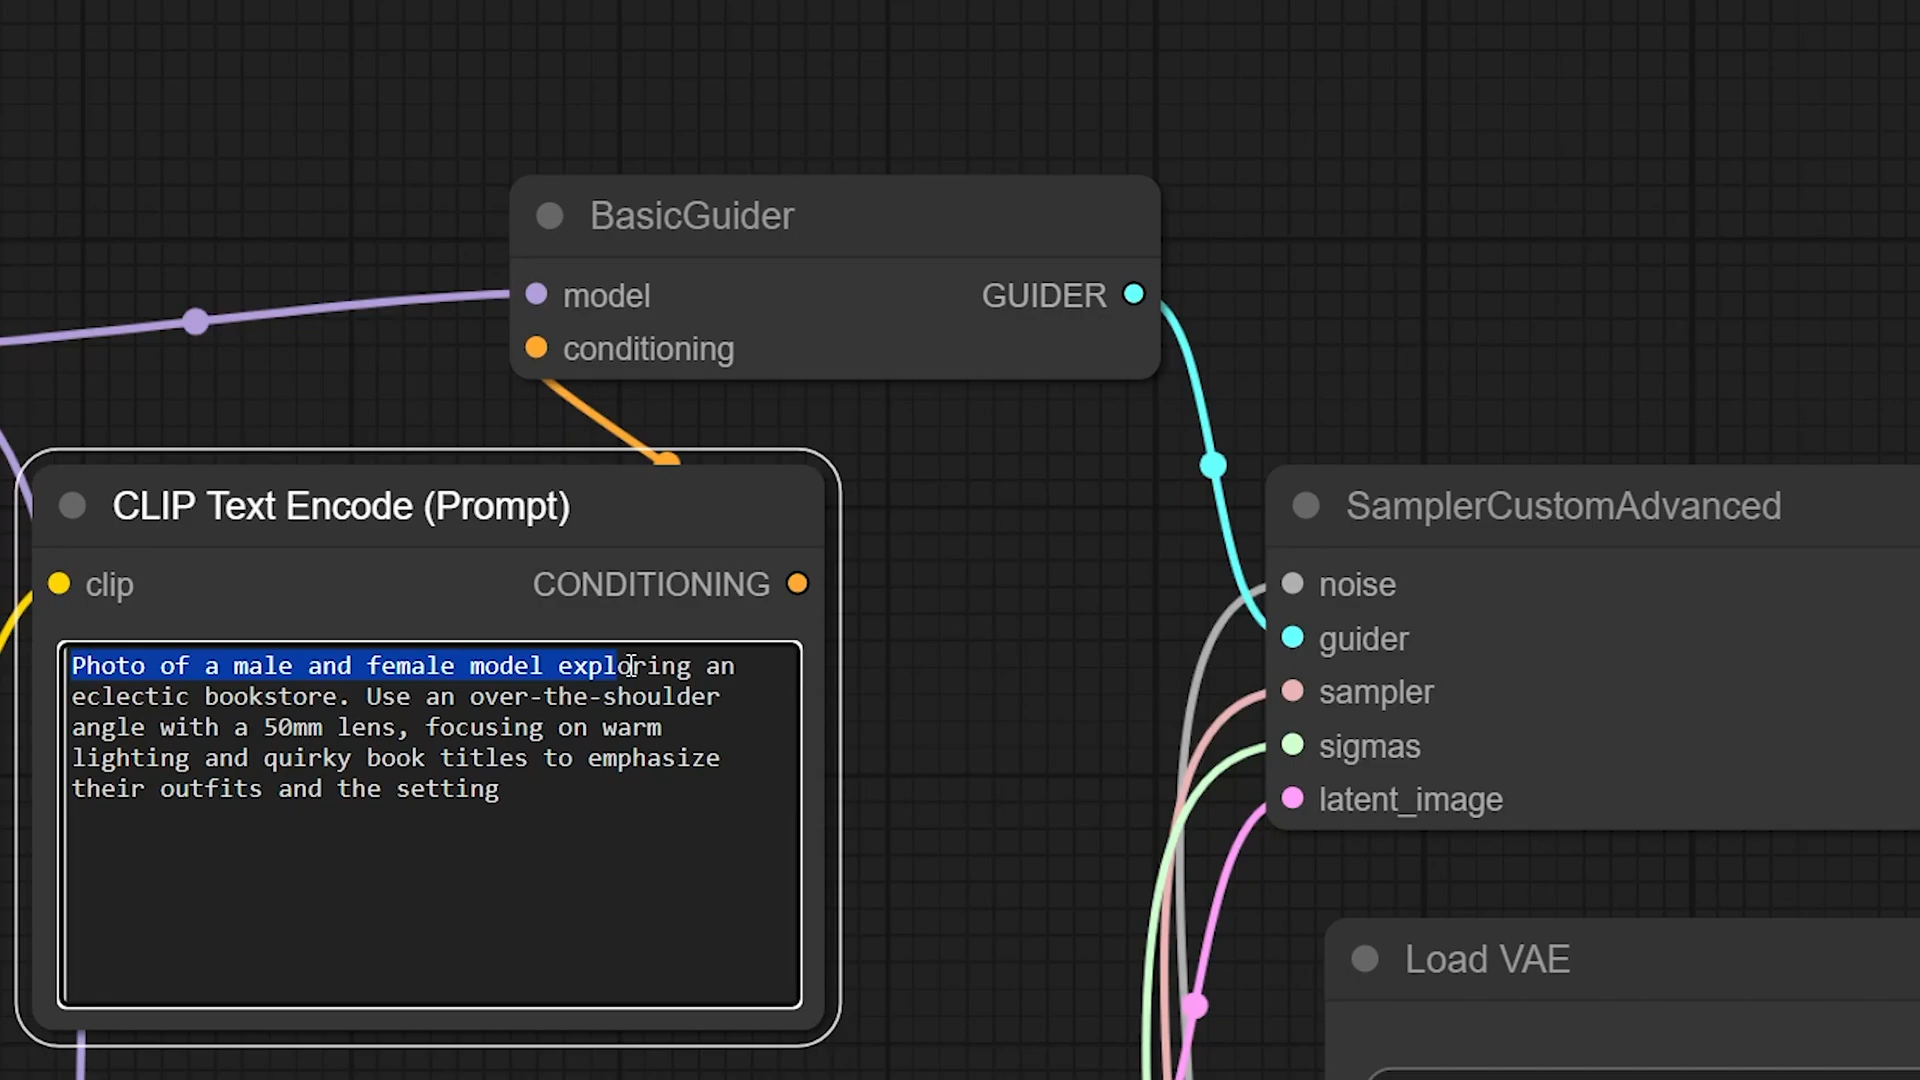 BasicGuider
model
GUIDER
conditioning
CLIP Text Encode (Prompt)
clip
CONDITIONING
Photo of a male and female model exploring an
eclectic bookstore. Use an over-the-shoulder
angle with a 50mm lens, focusing on warm
lighting and quirky book titles to emphasize
their outfits and the setting
SamplerCustomAdvanced
noise
guider
sampler
sigmas
latent_image
Load VAE